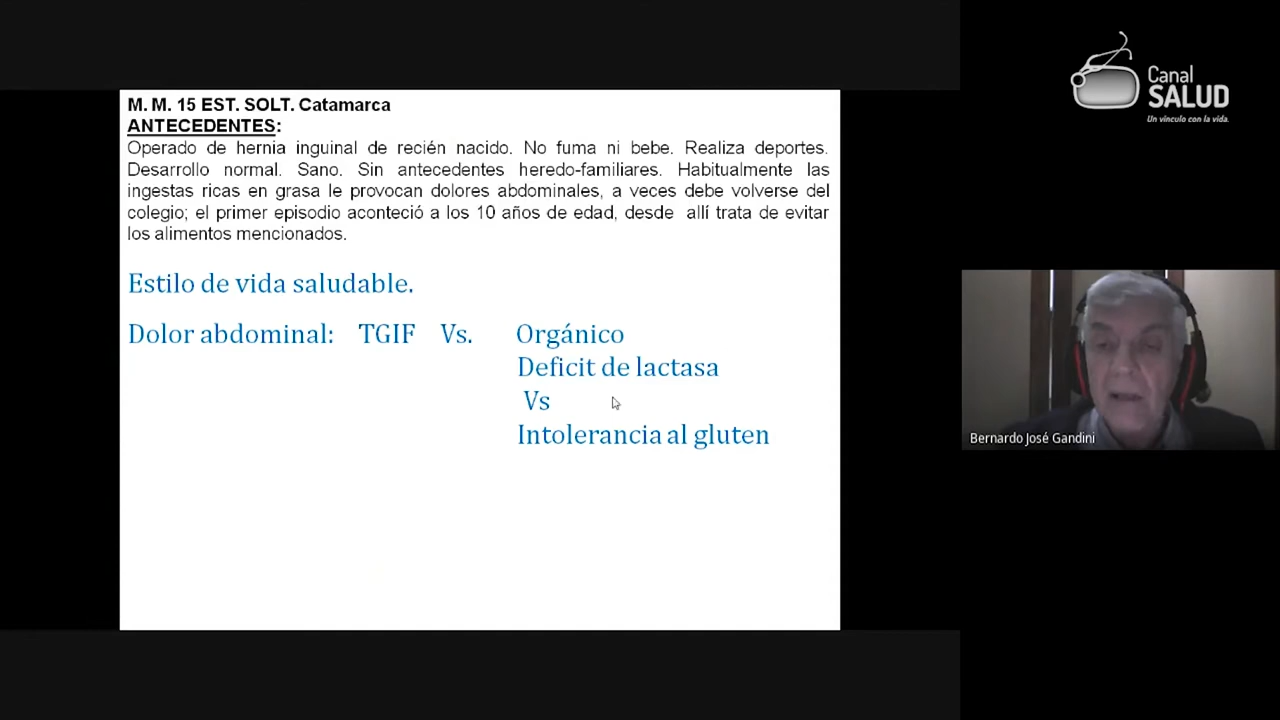 M. M. 15 EST. SOLT. Catamarca
ANTECEDENTES:
Operado de hernia inguinal de recién nacido. No fuma ni bebe. Realiza deportes.
Desarrollo normal. Sano. Sin antecedentes heredo-familiares. Habitualmente las
ingestas ricas en grasa le provocan dolores abdominales, a veces debe volverse del
colegio; el primer episodio aconteció a los 10 años de edad, desde allí trata de evitar
los alimentos mencionados.
Estilo de vida saludable.
Dolor abdominal: TGIF Vs. Orgánico
Deficit de lactasa
Vs
Intolerancia al gluten
Canal
SALUD
Un vínculo con la vida.
Bernardo José Gandini